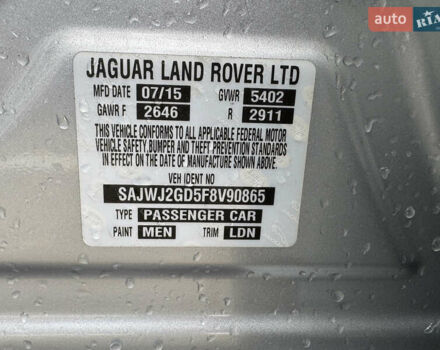 AUTO RIA
JAGUAR LAND ROVER LTD
MFD DATE 07/15 GVWR 5402
GAWR F 2646 R 2911
THIS VEHICLE CONFORMS TO ALL APPLICABLE FEDERAL MOTOR
VEHICLE SAFETY,BUMPER AND THEFT PREVENTION STANDARDS
IN EFFECT ON THE DATE OF MANUFACTURE SHOWN ABOVE.
VEH IDENT NO
SAJWJ2GD5F8V90865
TYPE PASSENGER CAR
PAINT MEN TRIM LDN